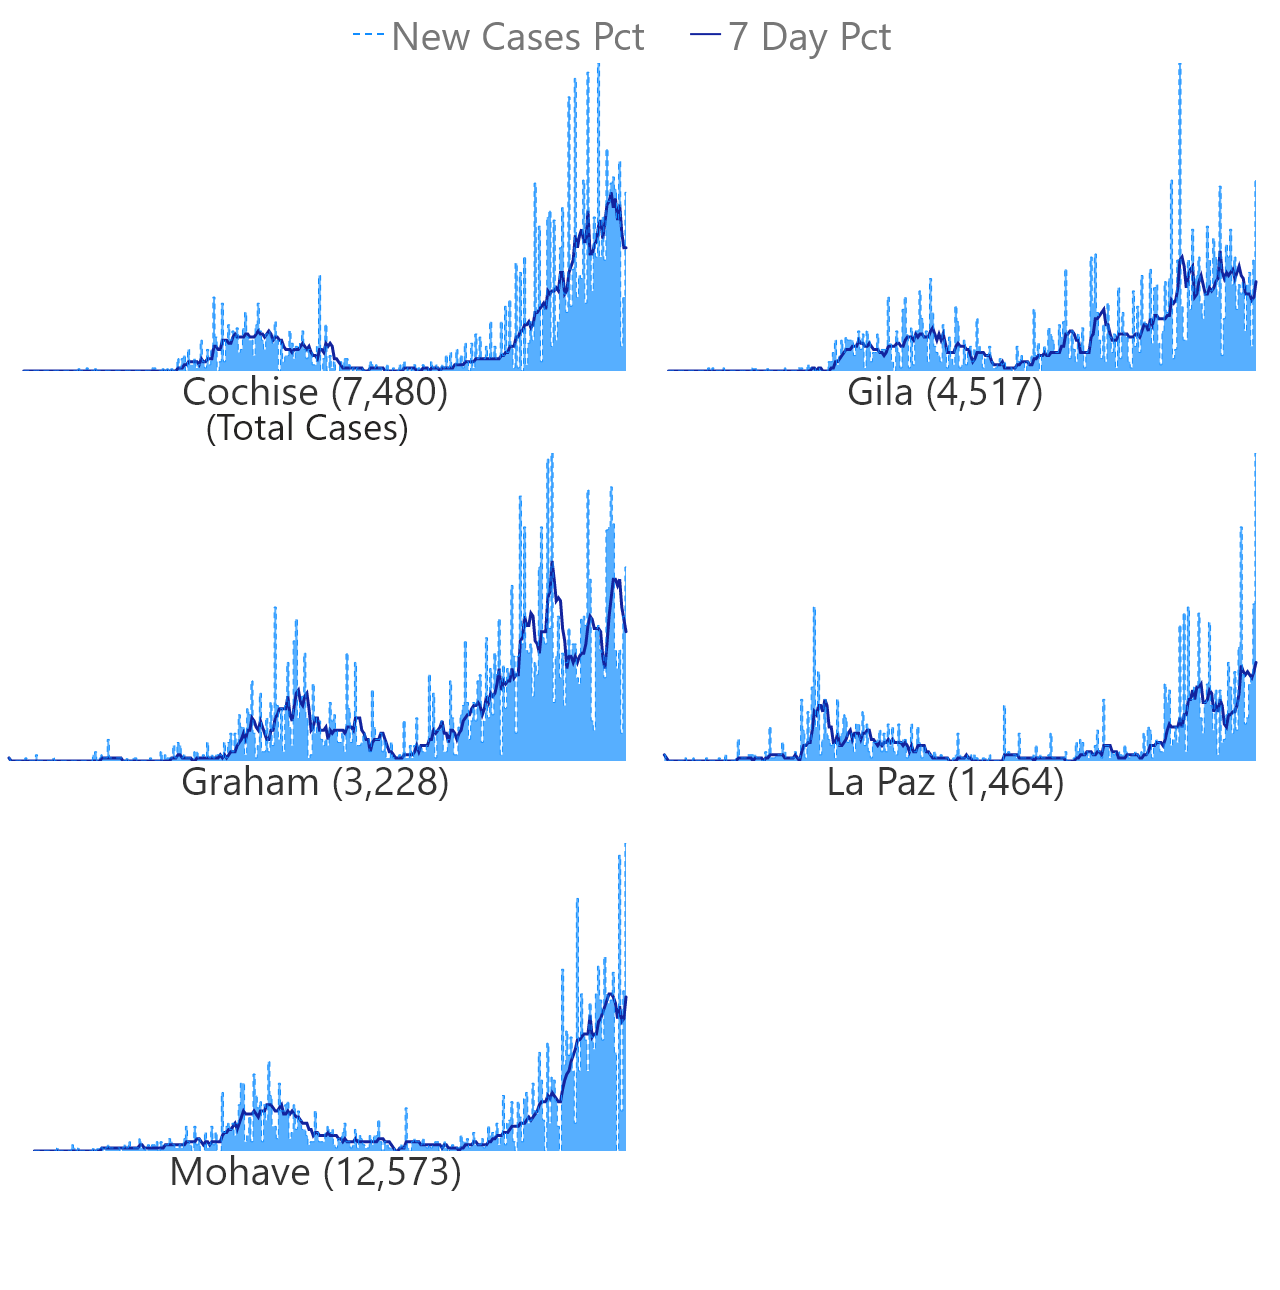 New Cases Pct 7 Day Pct
Cochise (7,480)
(Total Cases)
Gila (4,517)
Graham (3,228)
La Paz (1,464)
Mohave (12,573)